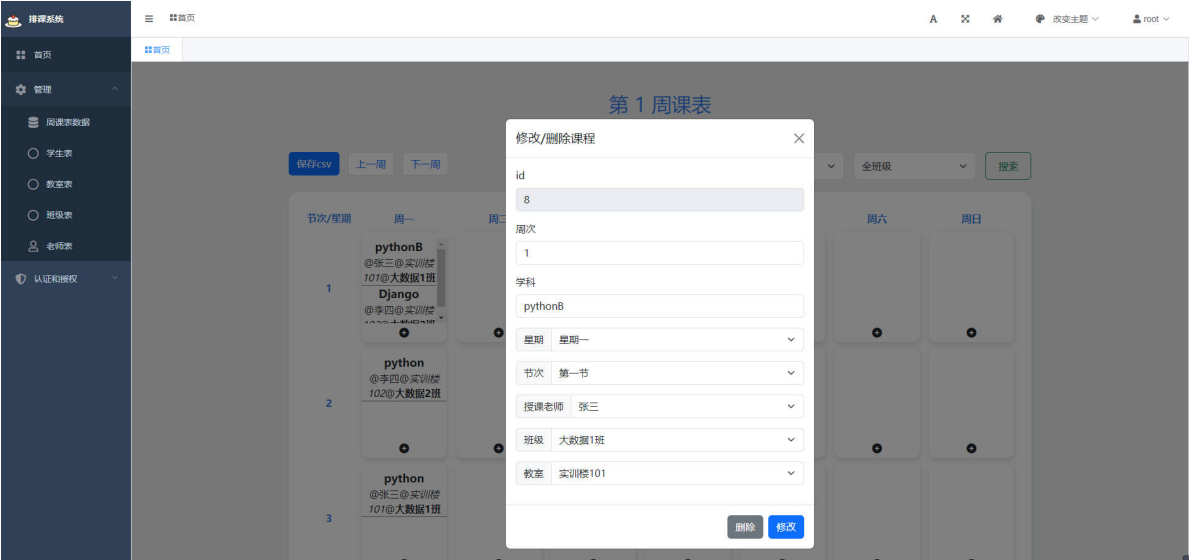 排课系统
首页
改变主题
root
首页
首页
管理
周课表数据
学生表
教室表
班级表
老师表
认证和授权
第 1 周课表
保存csv
上一周
下一周
全班级
搜索
节次/星期
周一
周二
周六
周日
1
pythonB
@张三@实训楼
101@大数据1班
Django
@李四@实训楼
102@大数据2班
2
python
@李四@实训楼
102@大数据2班
3
python
@张三@实训楼
101@大数据1班
修改/删除课程
id
8
周次
1
学科
pythonB
星期 星期一
节次 第一节
授课老师 张三
班级 大数据1班
教室 实训楼101
删除
修改